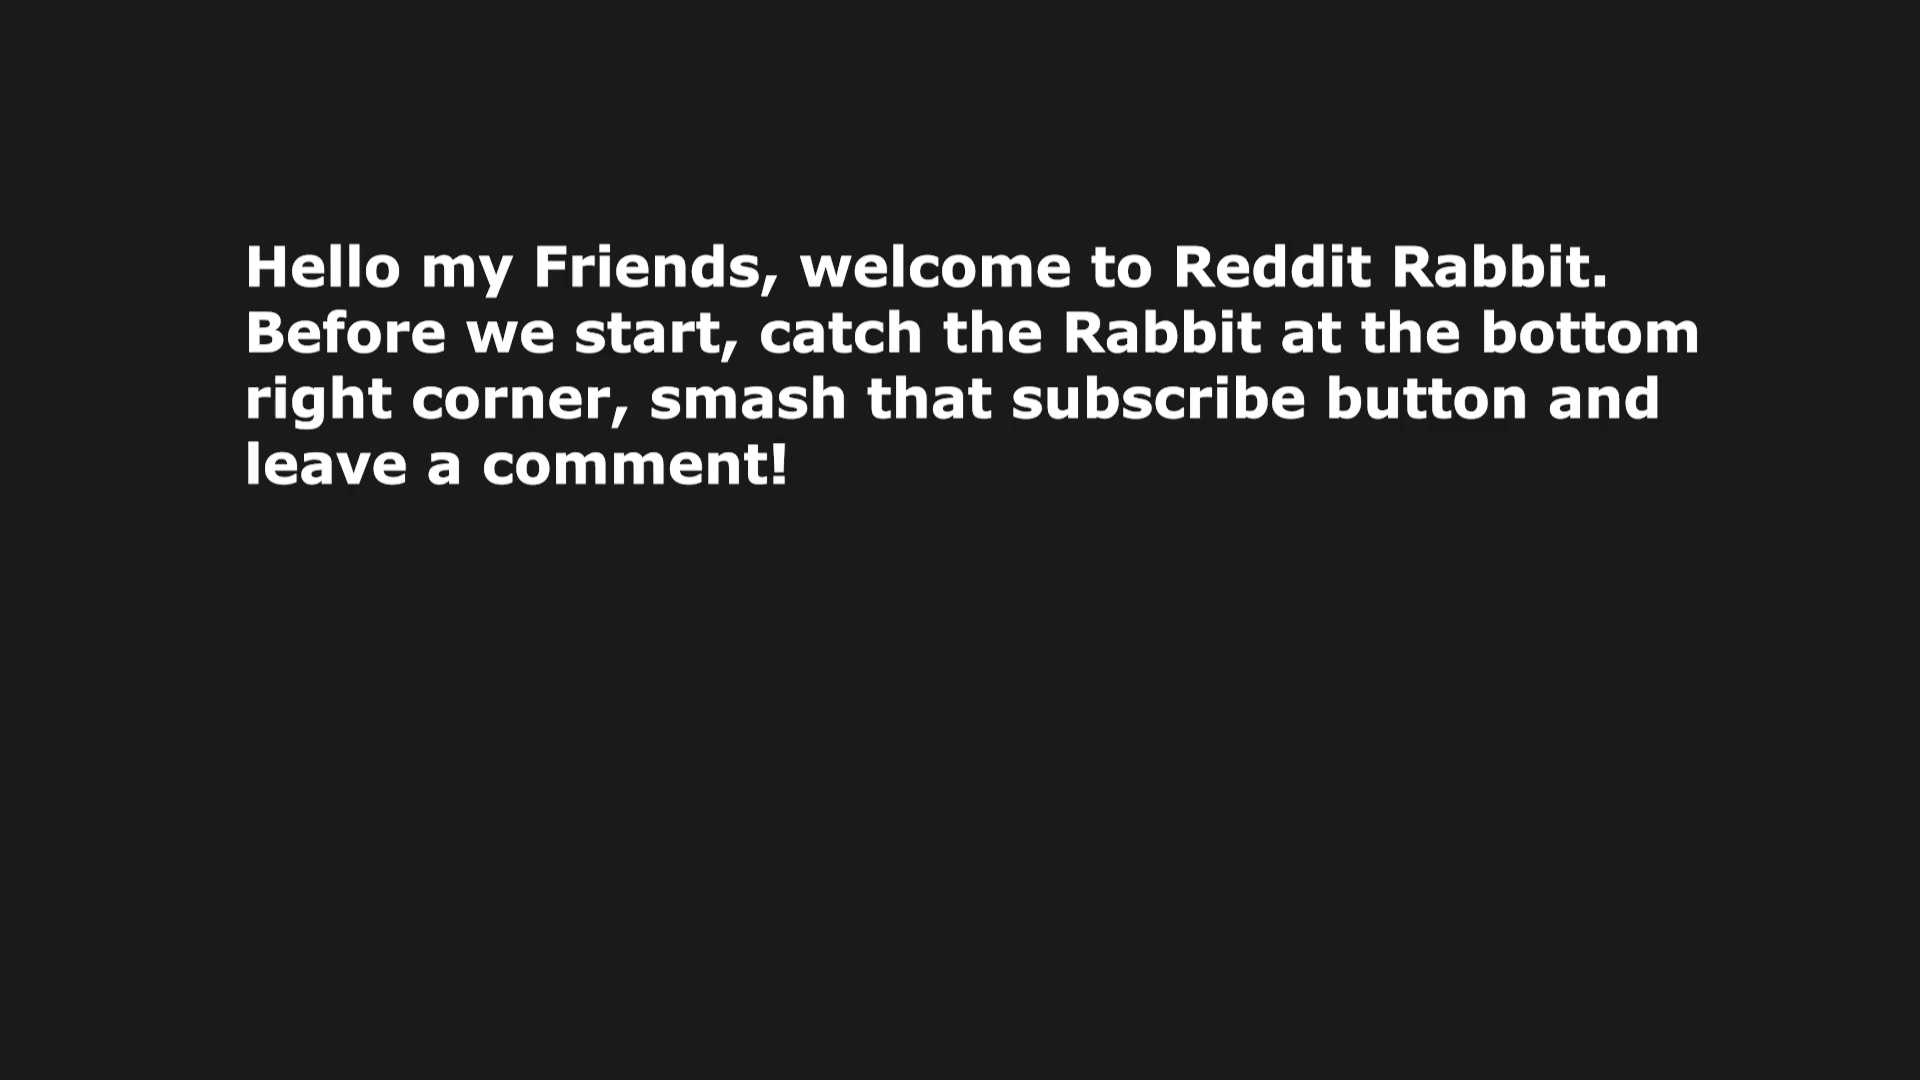 Hello my Friends, welcome to Reddit Rabbit.
Before we start, catch the Rabbit at the bottom
right corner, smash that subscribe button and
leave a comment!